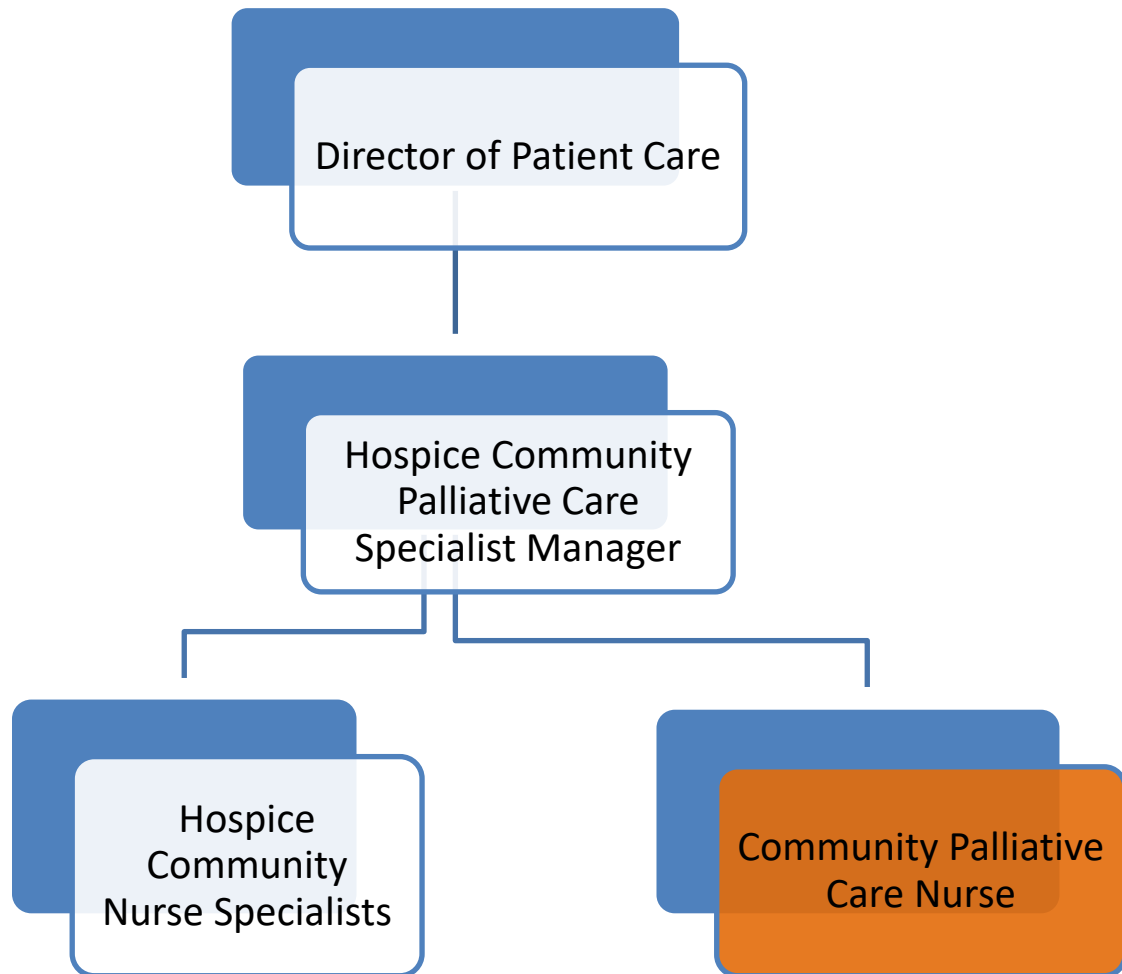 Director of Patient Care
Hospice Community
Palliative Care
Specialist Manager
Hospice
Community
Nurse Specialists
Community Palliative
Care Nurse